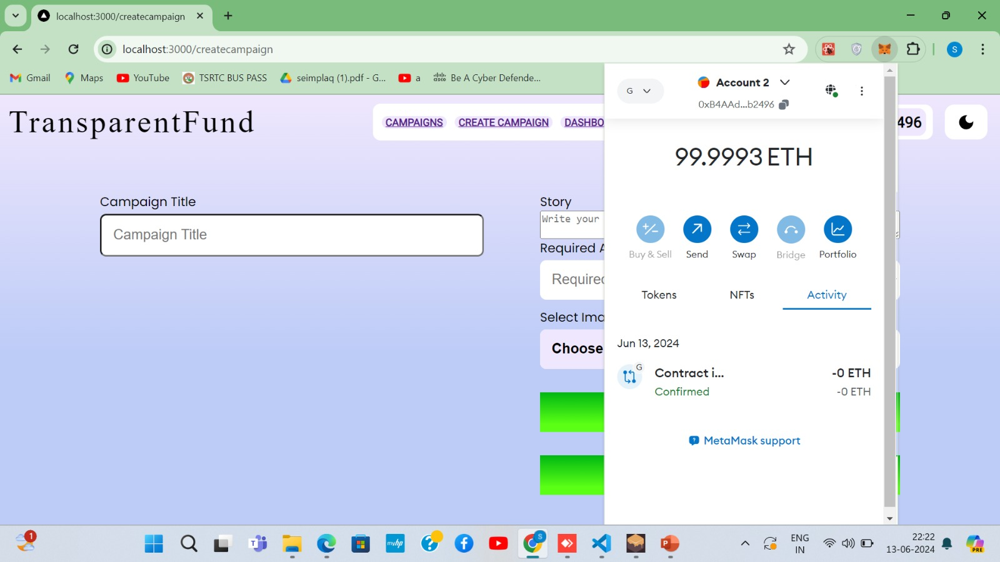 localhost:3000/createcampaign
localhost:3000/createcampaign
S
Gmail
Maps
YouTube
TSRTC BUS PASS
seimplaq (1).pdf - G...
a
Be A Cyber Defende...
TransparentFund
CAMPAIGNS
CREATE CAMPAIGN
DASHBO
496
G
Account 2
0xB4AAd...b2496
99.9993 ETH
Campaign Title
Campaign Title
Story
Write your
Required A
Required
Select Ima
Choose
Buy & Sell
Send
Swap
Bridge
Portfolio
Tokens
NFTs
Activity
Jun 13, 2024
G
Contract i...
-0 ETH
Confirmed
-0 ETH
MetaMask support
1
myhp
S
P
ENG
IN
22:22
13-06-2024
PRE